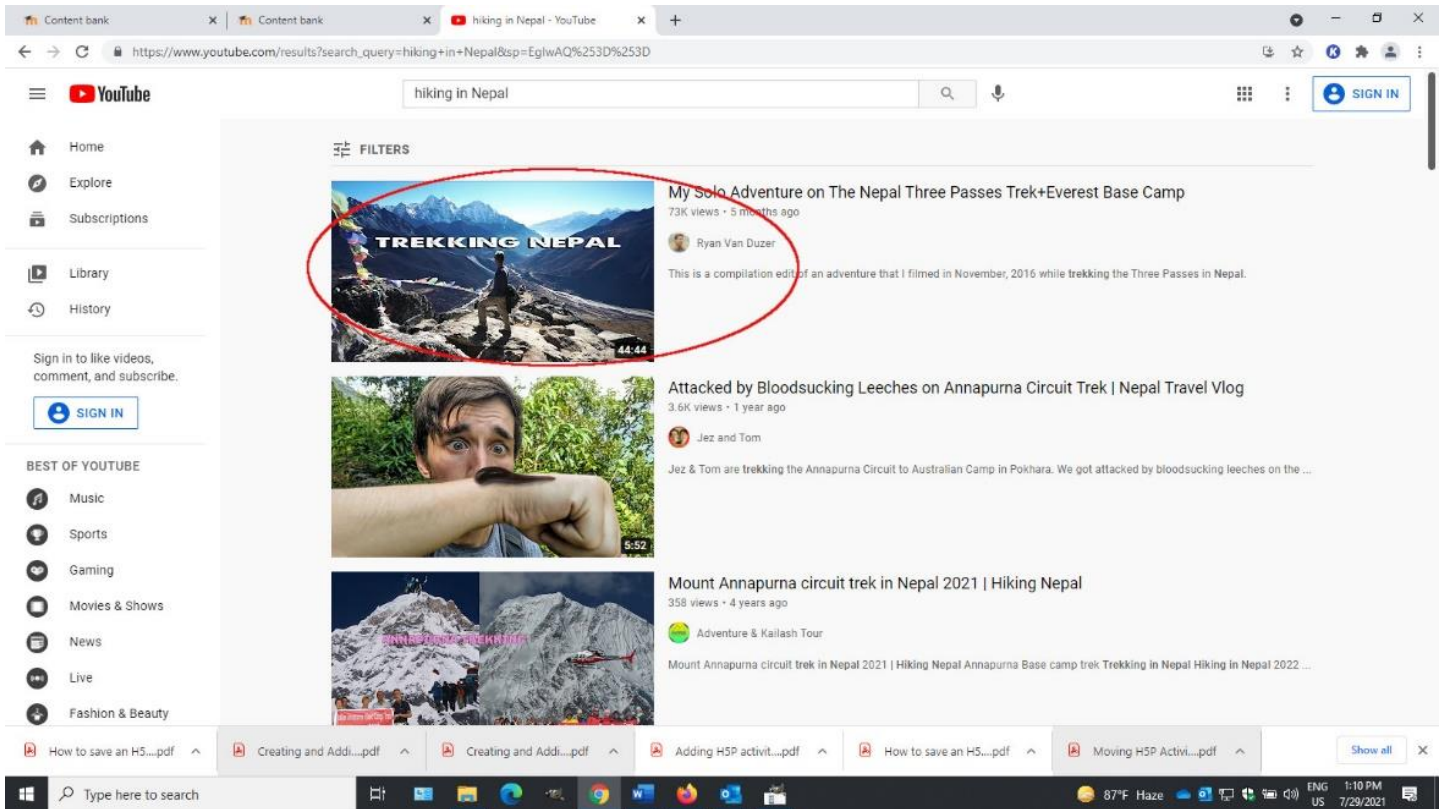 Content bank
Content bank
hiking in Nepal - YouTube
https://www.youtube.com/results?search_query=hiking+in+Nepal&sp=EgIwAQ%253D%253D
YouTube
hiking in Nepal
SIGN IN
Home
Explore
Subscriptions
Library
History
Sign in to like videos,
comment, and subscribe.
SIGN IN
BEST OF YOUTUBE
Music
Sports
Gaming
Movies & Shows
News
Live
Fashion & Beauty
FILTERS
TREKKING NEPAL
44:44
My Solo Adventure on The Nepal Three Passes Trek+Everest Base Camp
73K views • 5 months ago
Ryan Van Duzer
This is a compilation edit of an adventure that I filmed in November, 2016 while trekking the Three Passes in Nepal.
5:52
Attacked by Bloodsucking Leeches on Annapurna Circuit Trek | Nepal Travel Vlog
3.6K views • 1 year ago
Jez and Tom
Jez & Tom are trekking the Annapurna Circuit to Australian Camp in Pokhara. We got attacked by bloodsucking leeches on the ...
ANNAPURNA TREKKING
Mount Annapurna circuit trek in Nepal 2021 | Hiking Nepal
358 views • 4 years ago
Adventure & Kailash Tour
Mount Annapurna circuit trek in Nepal 2021 | Hiking Nepal Annapurna Base camp trek Trekking in Nepal Hiking in Nepal 2022 ...
How to save an H5....pdf
Creating and Addi....pdf
Creating and Addi....pdf
Adding H5P activit....pdf
How to save an H5....pdf
Moving H5P Activi....pdf
Show all
Type here to search
87°F Haze
ENG
US
1:10 PM
7/29/2021